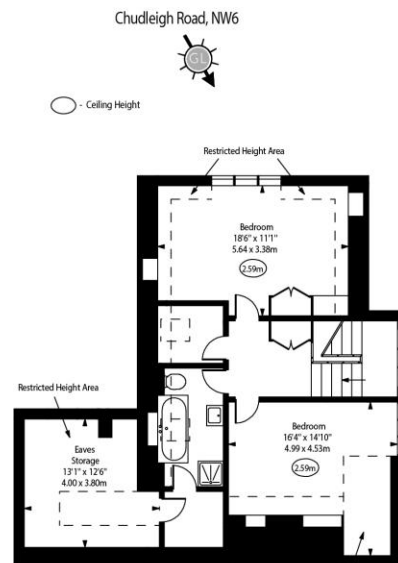 Chudleigh Road, NW6
GL
- Ceiling Height
Restricted Height Area
Bedroom
18'6" x 11'1"
5.64 x 3.38m
2.59m
Restricted Height Area
Eaves
Storage
13'1" x 12'6"
4.00 x 3.80m
Bedroom
16'4" x 14'10"
4.99 x 4.53m
2.59m